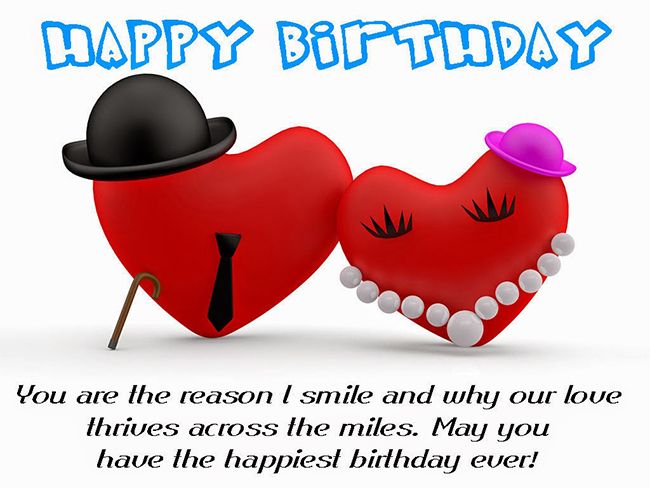 HAPPY BiRTHDAY
You are the reason I smile and why our love
thrives across the miles. May you
have the happiest birthday ever!